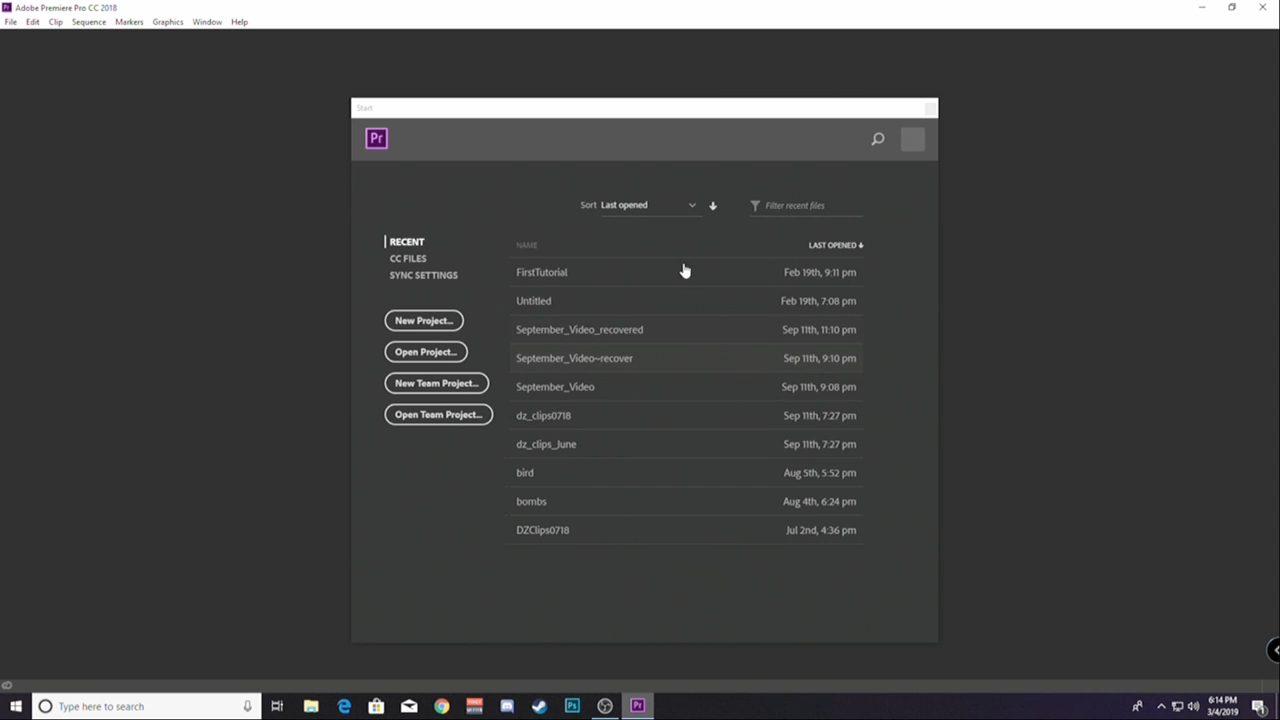 Adobe Premiere Pro CC 2018
File Edit Clip Sequence Markers Graphics Window Help
Start
Pr
Sort Last opened Filter recent files
RECENT
CC FILES
SYNC SETTINGS
New Project...
Open Project...
New Team Project...
Open Team Project...
NAME LAST OPENED
FirstTutorial Feb 19th, 9:11 pm
Untitled Feb 19th, 7:08 pm
September_Video_recovered Sep 11th, 11:10 pm
September_Video~recover Sep 11th, 9:10 pm
September_Video Sep 11th, 9:08 pm
dz_clips0718 Sep 11th, 7:27 pm
dz_clips_June Sep 11th, 7:27 pm
bird Aug 5th, 5:52 pm
bombs Aug 4th, 6:24 pm
DZClips0718 Jul 2nd, 4:36 pm
Type here to search
Ps
Pr
6:14 PM
3/4/2019